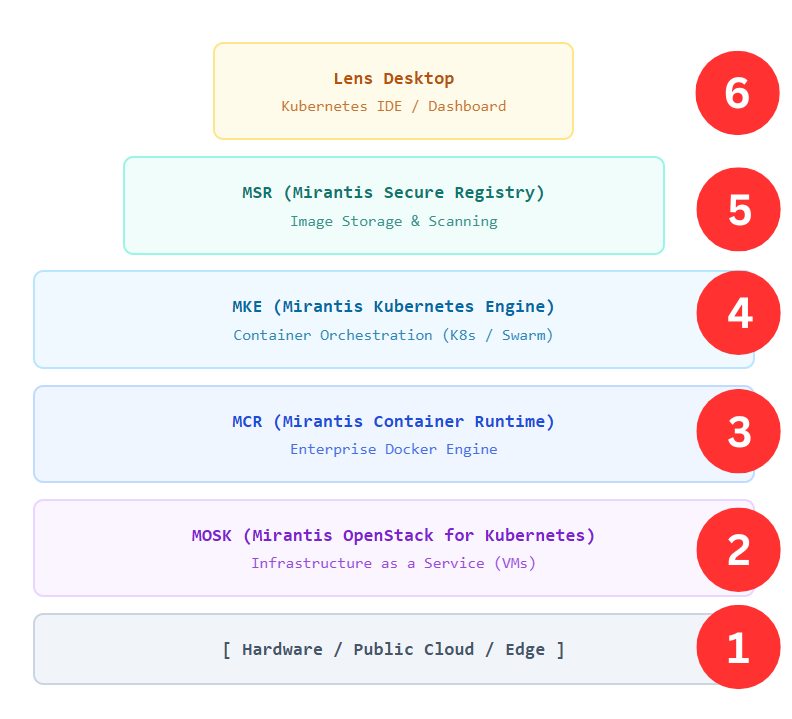 Lens Desktop
Kubernetes IDE / Dashboard
6
MSR (Mirantis Secure Registry)
Image Storage & Scanning
5
MKE (Mirantis Kubernetes Engine)
Container Orchestration (K8s / Swarm)
4
MCR (Mirantis Container Runtime)
Enterprise Docker Engine
3
MOSK (Mirantis OpenStack for Kubernetes)
Infrastructure as a Service (VMs)
2
[ Hardware / Public Cloud / Edge ]
1